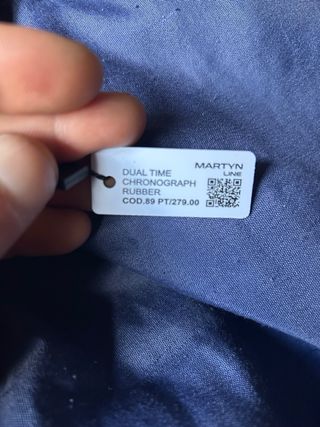 MARTYN
LINE
DUAL TIME
CHRONOGRAPH
RUBBER
COD.89 PT/279.00